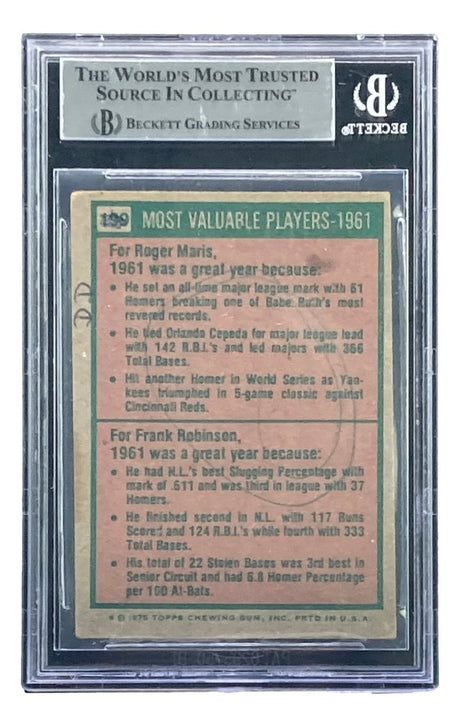 THE WORLD'S MOST TRUSTED
SOURCE IN COLLECTING™
B BECKETT GRADING SERVICES
B
BECKETT®
199 MOST VALUABLE PLAYERS-1961
For Roger Maris,
1961 was a great year because:
• He set an all-time major league mark with 61
Homers breaking one of Babe Ruth's most
revered records.
• He tied Orlando Cepeda for major league lead
with 142 R.B.I.'s and led majors with 366
Total Bases.
• Hit another Homer in World Series as Yan-
kees triumphed in 5-game classic against
Cincinnati Reds.
For Frank Robinson,
1961 was a great year because:
• He had N.L.'s best Slugging Percentage with
mark of .611 and was third in league with 37
Homers.
• He finished second in N.L. with 117 Runs
Scored and 124 R.B.I.'s while fourth with 333
Total Bases.
• His total of 22 Stolen Bases was 3rd best in
Senior Circuit and had 6.8 Homer Percentage
per 100 At-Bats.
© 1975 TOPPS CHEWING GUM, INC. PRTD IN U.S.A.